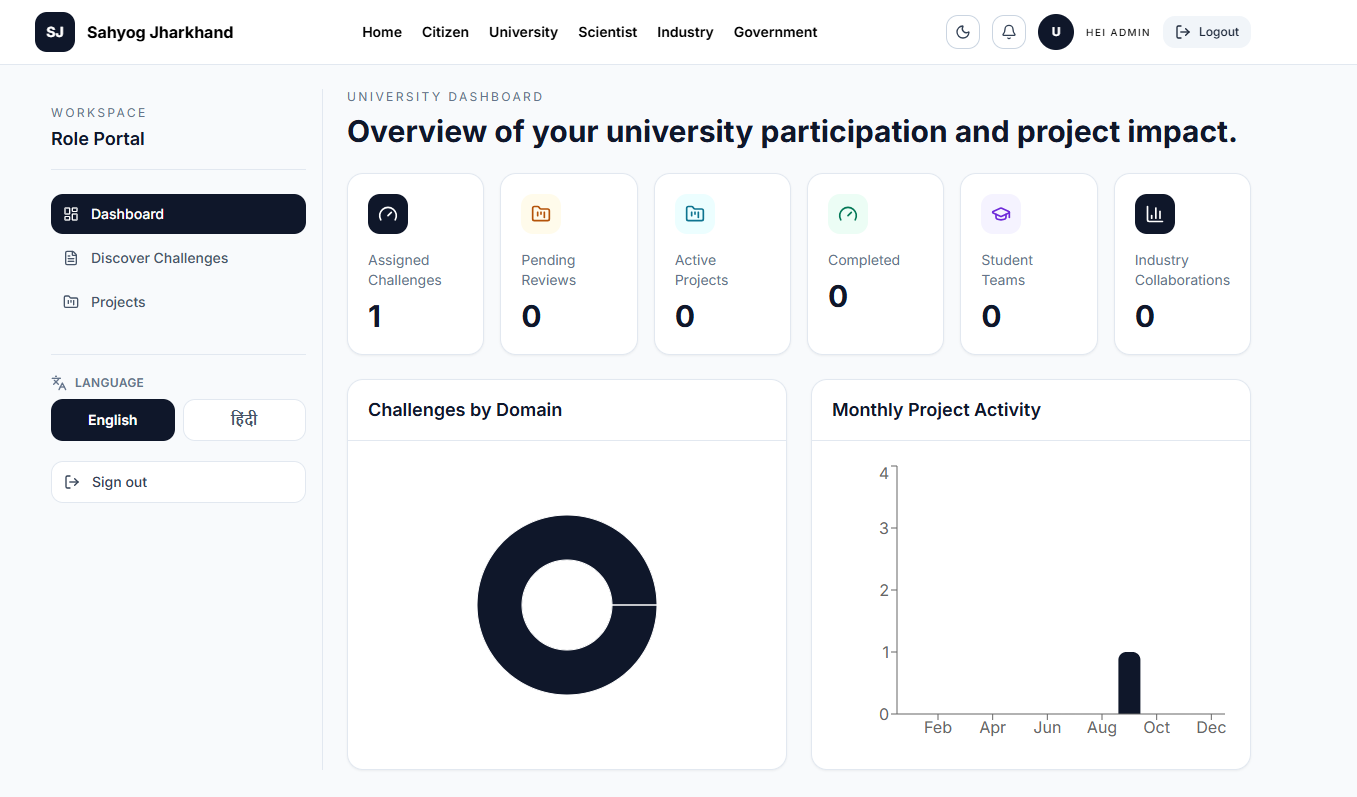 SJ
Sahyog Jharkhand
Home
Citizen
University
Scientist
Industry
Government
U
HEI ADMIN
Logout
WORKSPACE
Role Portal
Dashboard
Discover Challenges
Projects
LANGUAGE
English
हिंदी
Sign out
UNIVERSITY DASHBOARD
Overview of your university participation and project impact.
Assigned
Challenges
1
Pending
Reviews
0
Active
Projects
0
Completed
0
Student
Teams
0
Industry
Collaborations
0
Challenges by Domain
Monthly Project Activity
4
3
2
1
0
Feb
Apr
Jun
Aug
Oct
Dec